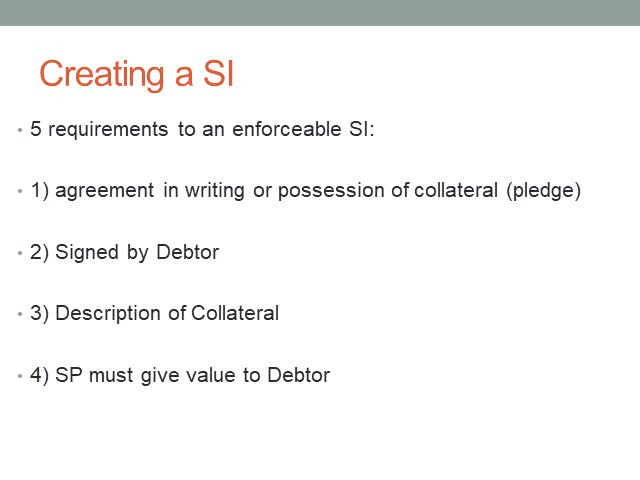 Creating a SI
• 5 requirements to an enforceable SI:
• 1) agreement in writing or possession of collateral (pledge)
• 2) Signed by Debtor
• 3) Description of Collateral
• 4) SP must give value to Debtor